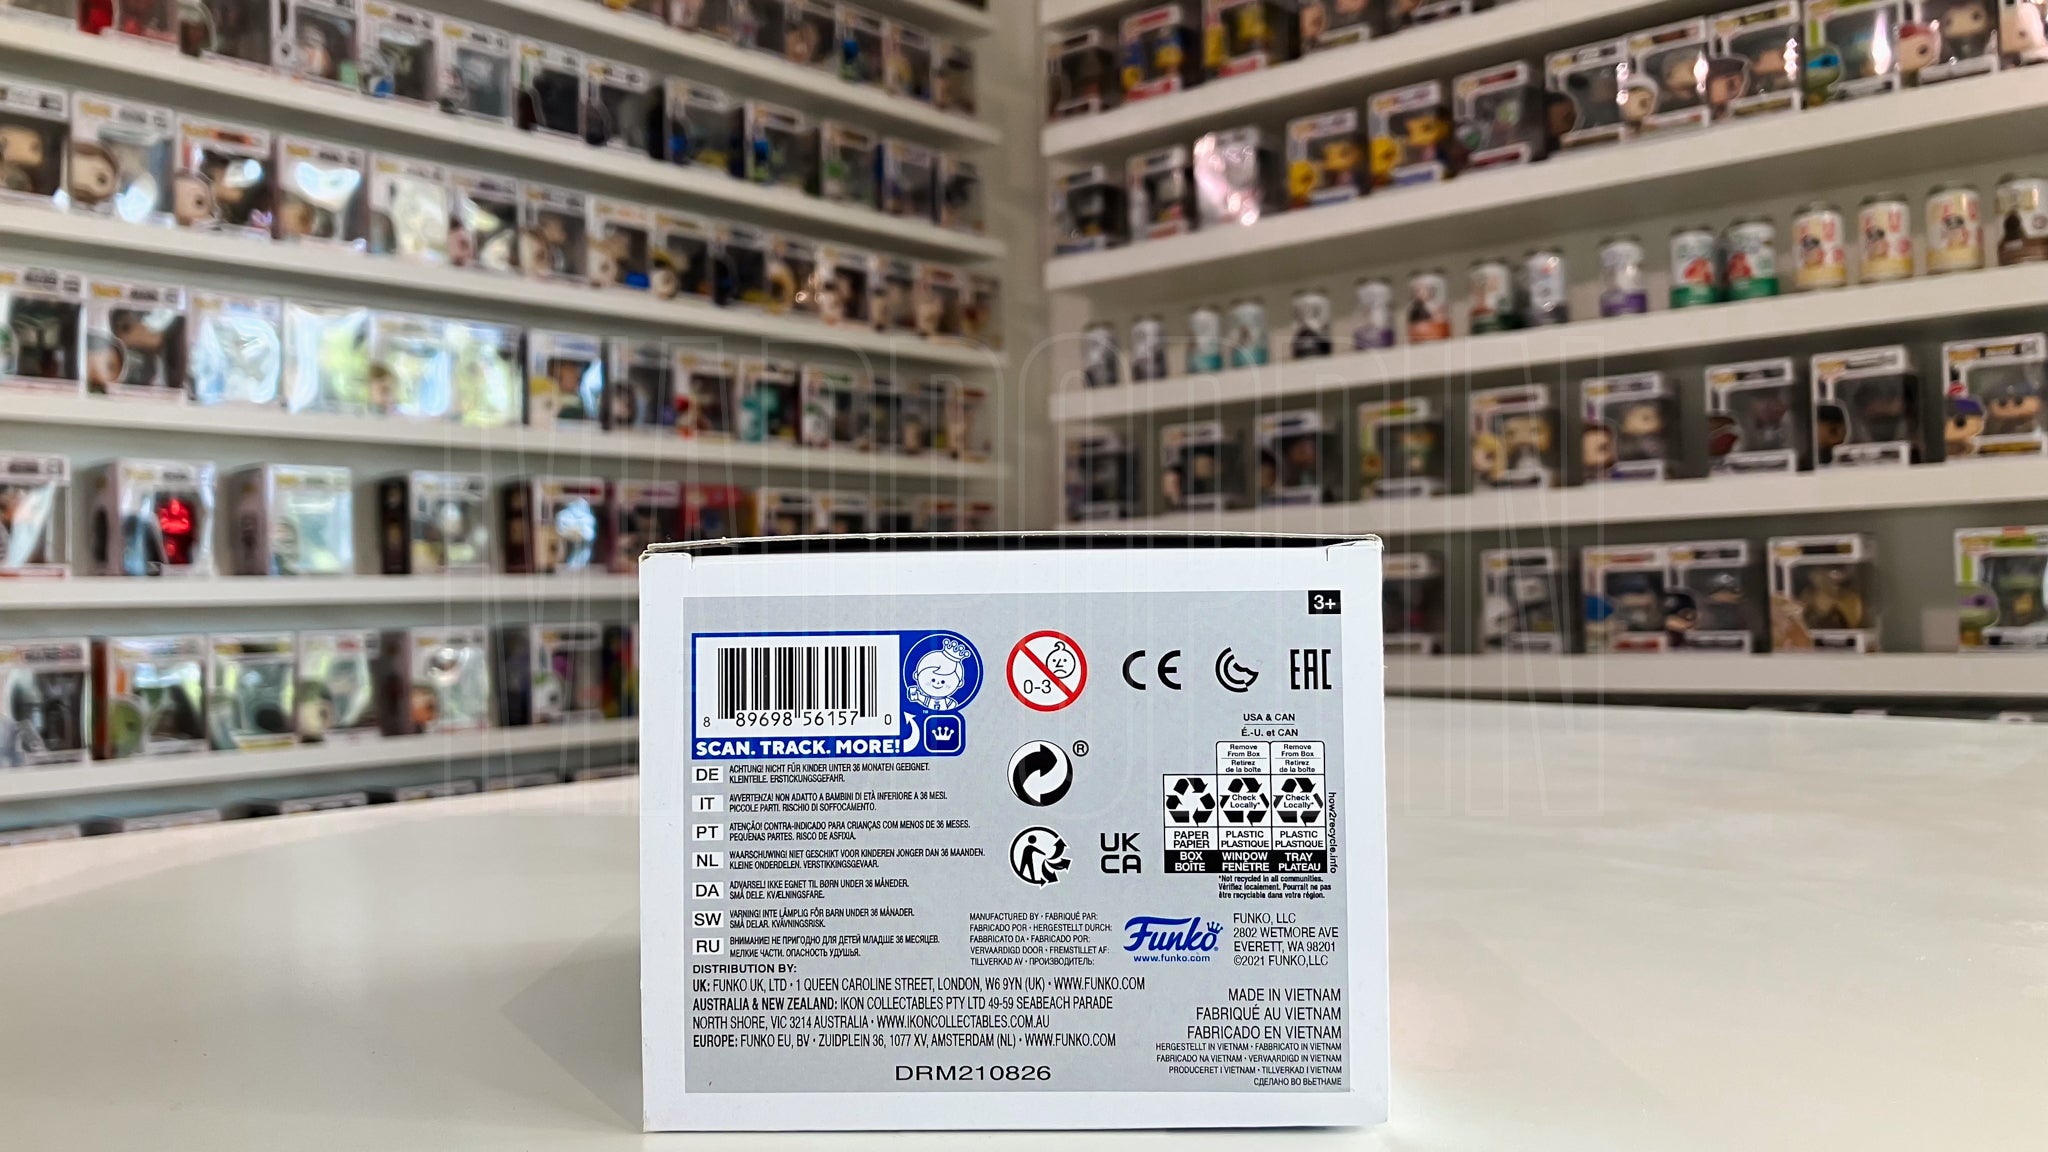 MADPOPPIN
3+
8 89698 56157 0
SCAN. TRACK. MORE!
™
0-3
CE
EAC
®
UK
CA
USA & CAN
É.-U. et CAN
Remove From Box
Retirez de la boîte
Remove From Box
Retirez de la boîte
Check Locally*
Check Locally*
PAPER
PAPIER
BOX
BOÎTE
PLASTIC
PLASTIQUE
WINDOW
FENÊTRE
PLASTIC
PLASTIQUE
TRAY
PLATEAU
how2recycle.info
*Not recycled in all communities.
Vérifiez localement. Pourrait ne pas
être recyclable dans votre région.
DE ACHTUNG! NICHT FÜR KINDER UNTER 36 MONATEN GEEIGNET.
KLEINTEILE. ERSTICKUNGSGEFAHR.
IT AVVERTENZA! NON ADATTO A BAMBINI DI ETÀ INFERIORE A 36 MESI.
PICCOLE PARTI. RISCHIO DI SOFFOCAMENTO.
PT ATENÇÃO! CONTRA-INDICADO PARA CRIANÇAS COM MENOS DE 36 MESES.
PEQUENAS PARTES. RISCO DE ASFIXIA.
NL WAARSCHUWING! NIET GESCHIKT VOOR KINDEREN JONGER DAN 36 MAANDEN.
KLEINE ONDERDELEN. VERSTIKKINGSGEVAAR.
DA ADVARSEL! IKKE EGNET TIL BØRN UNDER 36 MÅNEDER.
SMÅ DELE. KVÆLNINGSFARE.
SW VARNING! INTE LÄMPLIG FÖR BARN UNDER 36 MÅNADER.
SMÅ DELAR. KVÄVNINGSRISK.
RU ВНИМАНИЕ! НЕ ПРИГОДНО ДЛЯ ДЕТЕЙ МЛАДШЕ 36 МЕСЯЦЕВ.
МЕЛКИЕ ЧАСТИ. ОПАСНОСТЬ УДУШЬЯ.
MANUFACTURED BY • FABRIQUÉ PAR:
FABRICADO POR • HERGESTELLT DURCH:
FABBRICATO DA • FABRICADO POR:
VERVAARDIGD DOOR • FREMSTILLET AF:
TILLVERKAD AV • ПРОИЗВОДИТЕЛЬ:
Funko®
www.funko.com
FUNKO, LLC
2802 WETMORE AVE
EVERETT, WA 98201
©2021 FUNKO,LLC
DISTRIBUTION BY:
UK: FUNKO UK, LTD • 1 QUEEN CAROLINE STREET, LONDON, W6 9YN (UK) • WWW.FUNKO.COM
AUSTRALIA & NEW ZEALAND: IKON COLLECTABLES PTY LTD 49-59 SEABEACH PARADE
NORTH SHORE, VIC 3214 AUSTRALIA • WWW.IKONCOLLECTABLES.COM.AU
EUROPE: FUNKO EU, BV • ZUIDPLEIN 36, 1077 XV, AMSTERDAM (NL) • WWW.FUNKO.COM
MADE IN VIETNAM
FABRIQUÉ AU VIETNAM
FABRICADO EN VIETNAM
HERGESTELLT IN VIETNAM • FABBRICATO IN VIETNAM
FABRICADO NA VIETNAM • VERVAARDIGD IN VIETNAM
PRODUCERET I VIETNAM • TILLVERKAD I VIETNAM
СДЕЛАНО ВО ВЬЕТНАМЕ
DRM210826